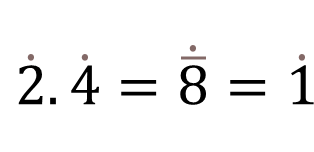 2̇. 4̇ = 8̅̇ = 1̇